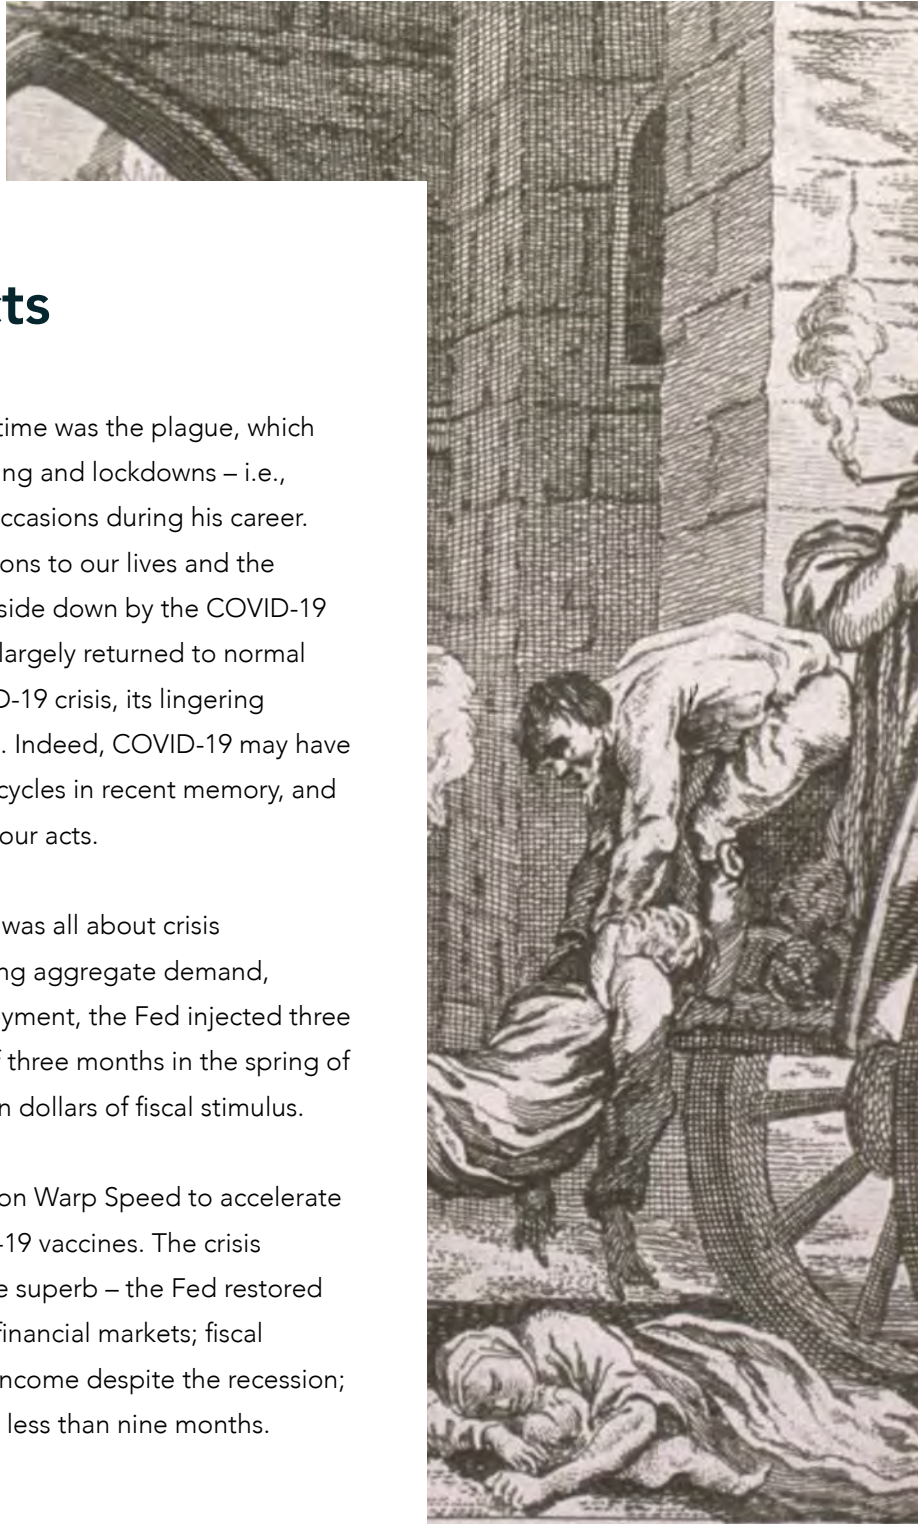 ts
time was the plague, which
ng and lockdowns – i.e.,
ccasions during his career.
ons to our lives and the
side down by the COVID-19
largely returned to normal
D-19 crisis, its lingering
. Indeed, COVID-19 may have
cycles in recent memory, and
our acts.
was all about crisis
ng aggregate demand,
yment, the Fed injected three
f three months in the spring of
n dollars of fiscal stimulus.
on Warp Speed to accelerate
-19 vaccines. The crisis
e superb – the Fed restored
financial markets; fiscal
ncome despite the recession;
less than nine months.